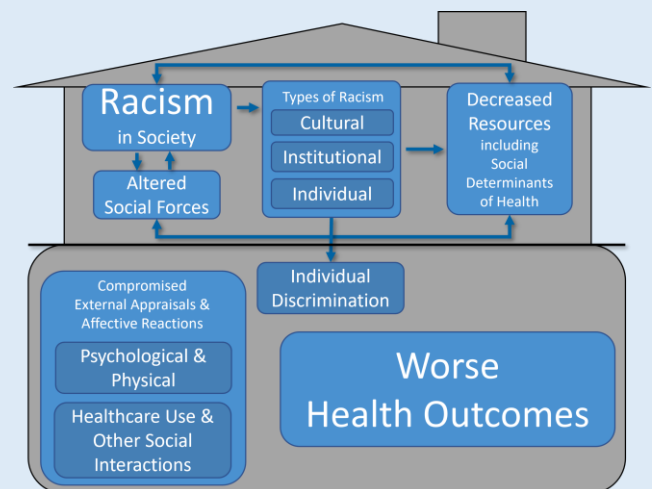 Racism
in Society
Altered
Social Forces
Types of Racism
Cultural
Institutional
Individual
Decreased
Resources
including
Social
Determinants
of Health
Individual
Discrimination
Compromised
External Appraisals &
Affective Reactions
Psychological &
Physical
Healthcare Use &
Other Social
Interactions
Worse
Health Outcomes